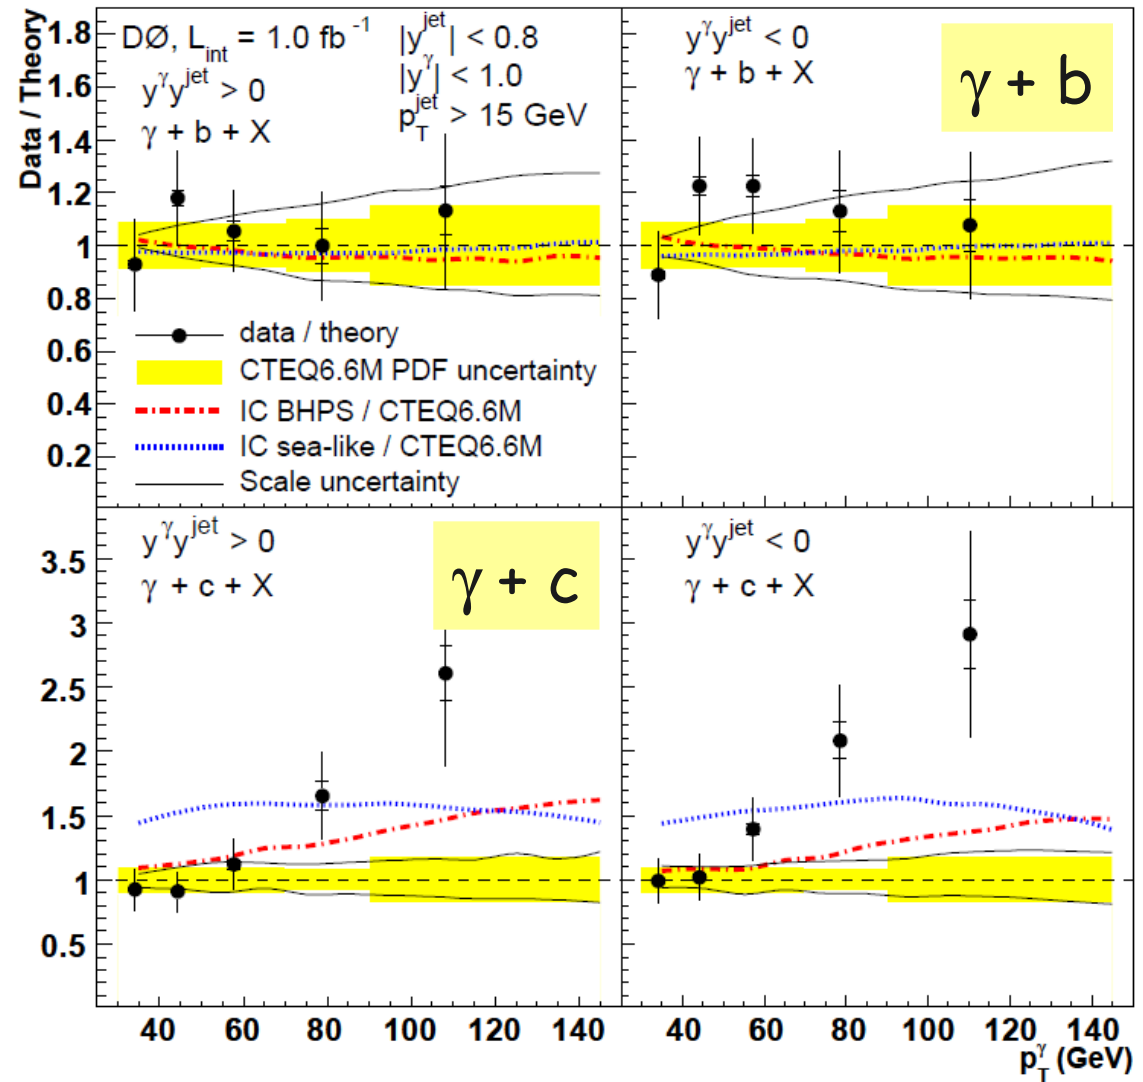 Data / Theory
1.8
1.6
1.4
1.2
1
0.8
0.6
0.4
0.2
DØ, L_int = 1.0 fb^-1
y^γy^jet > 0
γ + b + X
|y^jet| < 0.8
|y^γ| < 1.0
p_T^jet > 15 GeV
data / theory
CTEQ6.6M PDF uncertainty
IC BHPS / CTEQ6.6M
IC sea-like / CTEQ6.6M
Scale uncertainty
y^γy^jet < 0
γ + b + X
γ + b
3.5
3
2.5
2
1.5
1
0.5
y^γy^jet > 0
γ + c + X
γ + c
y^γy^jet < 0
γ + c + X
40 60 80 100 120 140
40 60 80 100 120 140
p_T^γ (GeV)